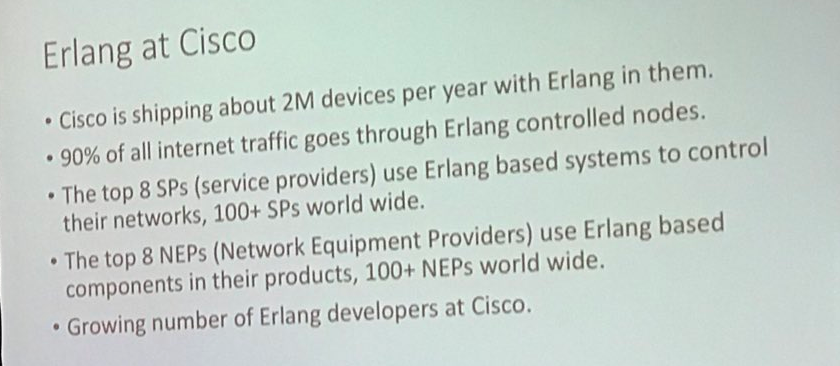 Erlang at Cisco
• Cisco is shipping about 2M devices per year with Erlang in them.
• 90% of all internet traffic goes through Erlang controlled nodes.
• The top 8 SPs (service providers) use Erlang based systems to control
their networks, 100+ SPs world wide.
• The top 8 NEPs (Network Equipment Providers) use Erlang based
components in their products, 100+ NEPs world wide.
• Growing number of Erlang developers at Cisco.